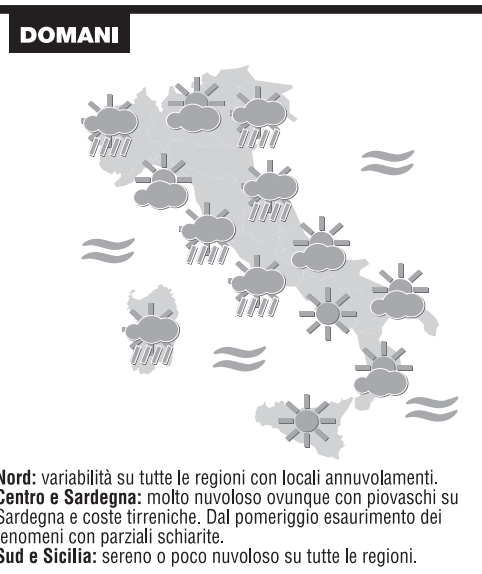 DOMANI
Nord: variabilità su tutte le regioni con locali annuvolamenti.
Centro e Sardegna: molto nuvoloso ovunque con piovaschi su
Sardegna e coste tirreniche. Dal pomeriggio esaurimento dei
fenomeni con parziali schiarite.
Sud e Sicilia: sereno o poco nuvoloso su tutte le regioni.